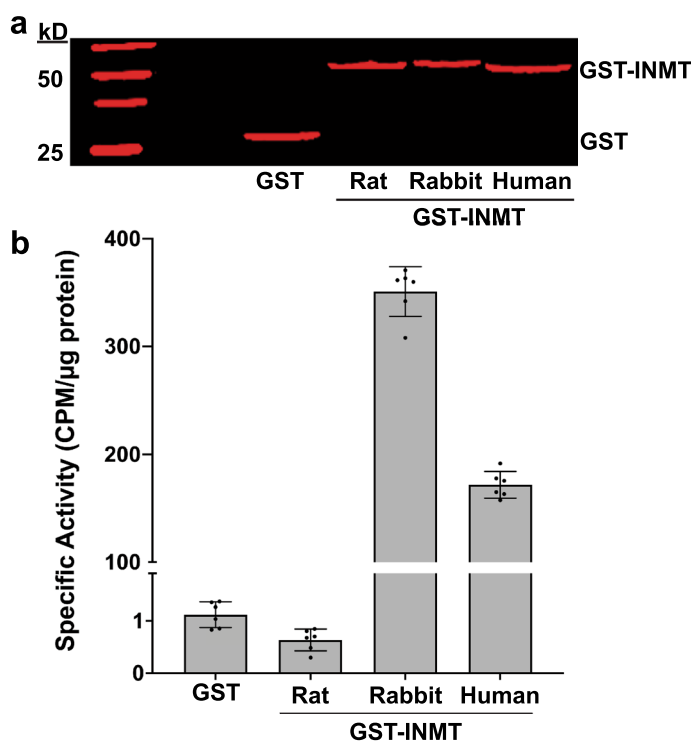 a
kD
50
25
GST-INMT
GST
GST Rat Rabbit Human
GST-INMT
b
Specific Activity (CPM/µg protein)
400
300
200
100
1
0
GST Rat Rabbit Human
GST-INMT